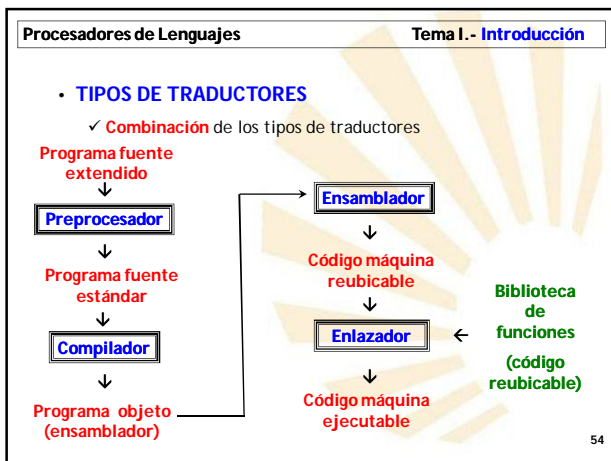 Procesadores de Lenguajes Tema I.- Introducción
• TIPOS DE TRADUCTORES
✓ Combinación de los tipos de traductores
Programa fuente
extendido
Preprocesador
Programa fuente
estándar
Compilador
Programa objeto
(ensamblador)
Ensamblador
Código máquina
reubicable
Enlazador
Código máquina
ejecutable
Biblioteca
de
funciones
(código
reubicable)
54